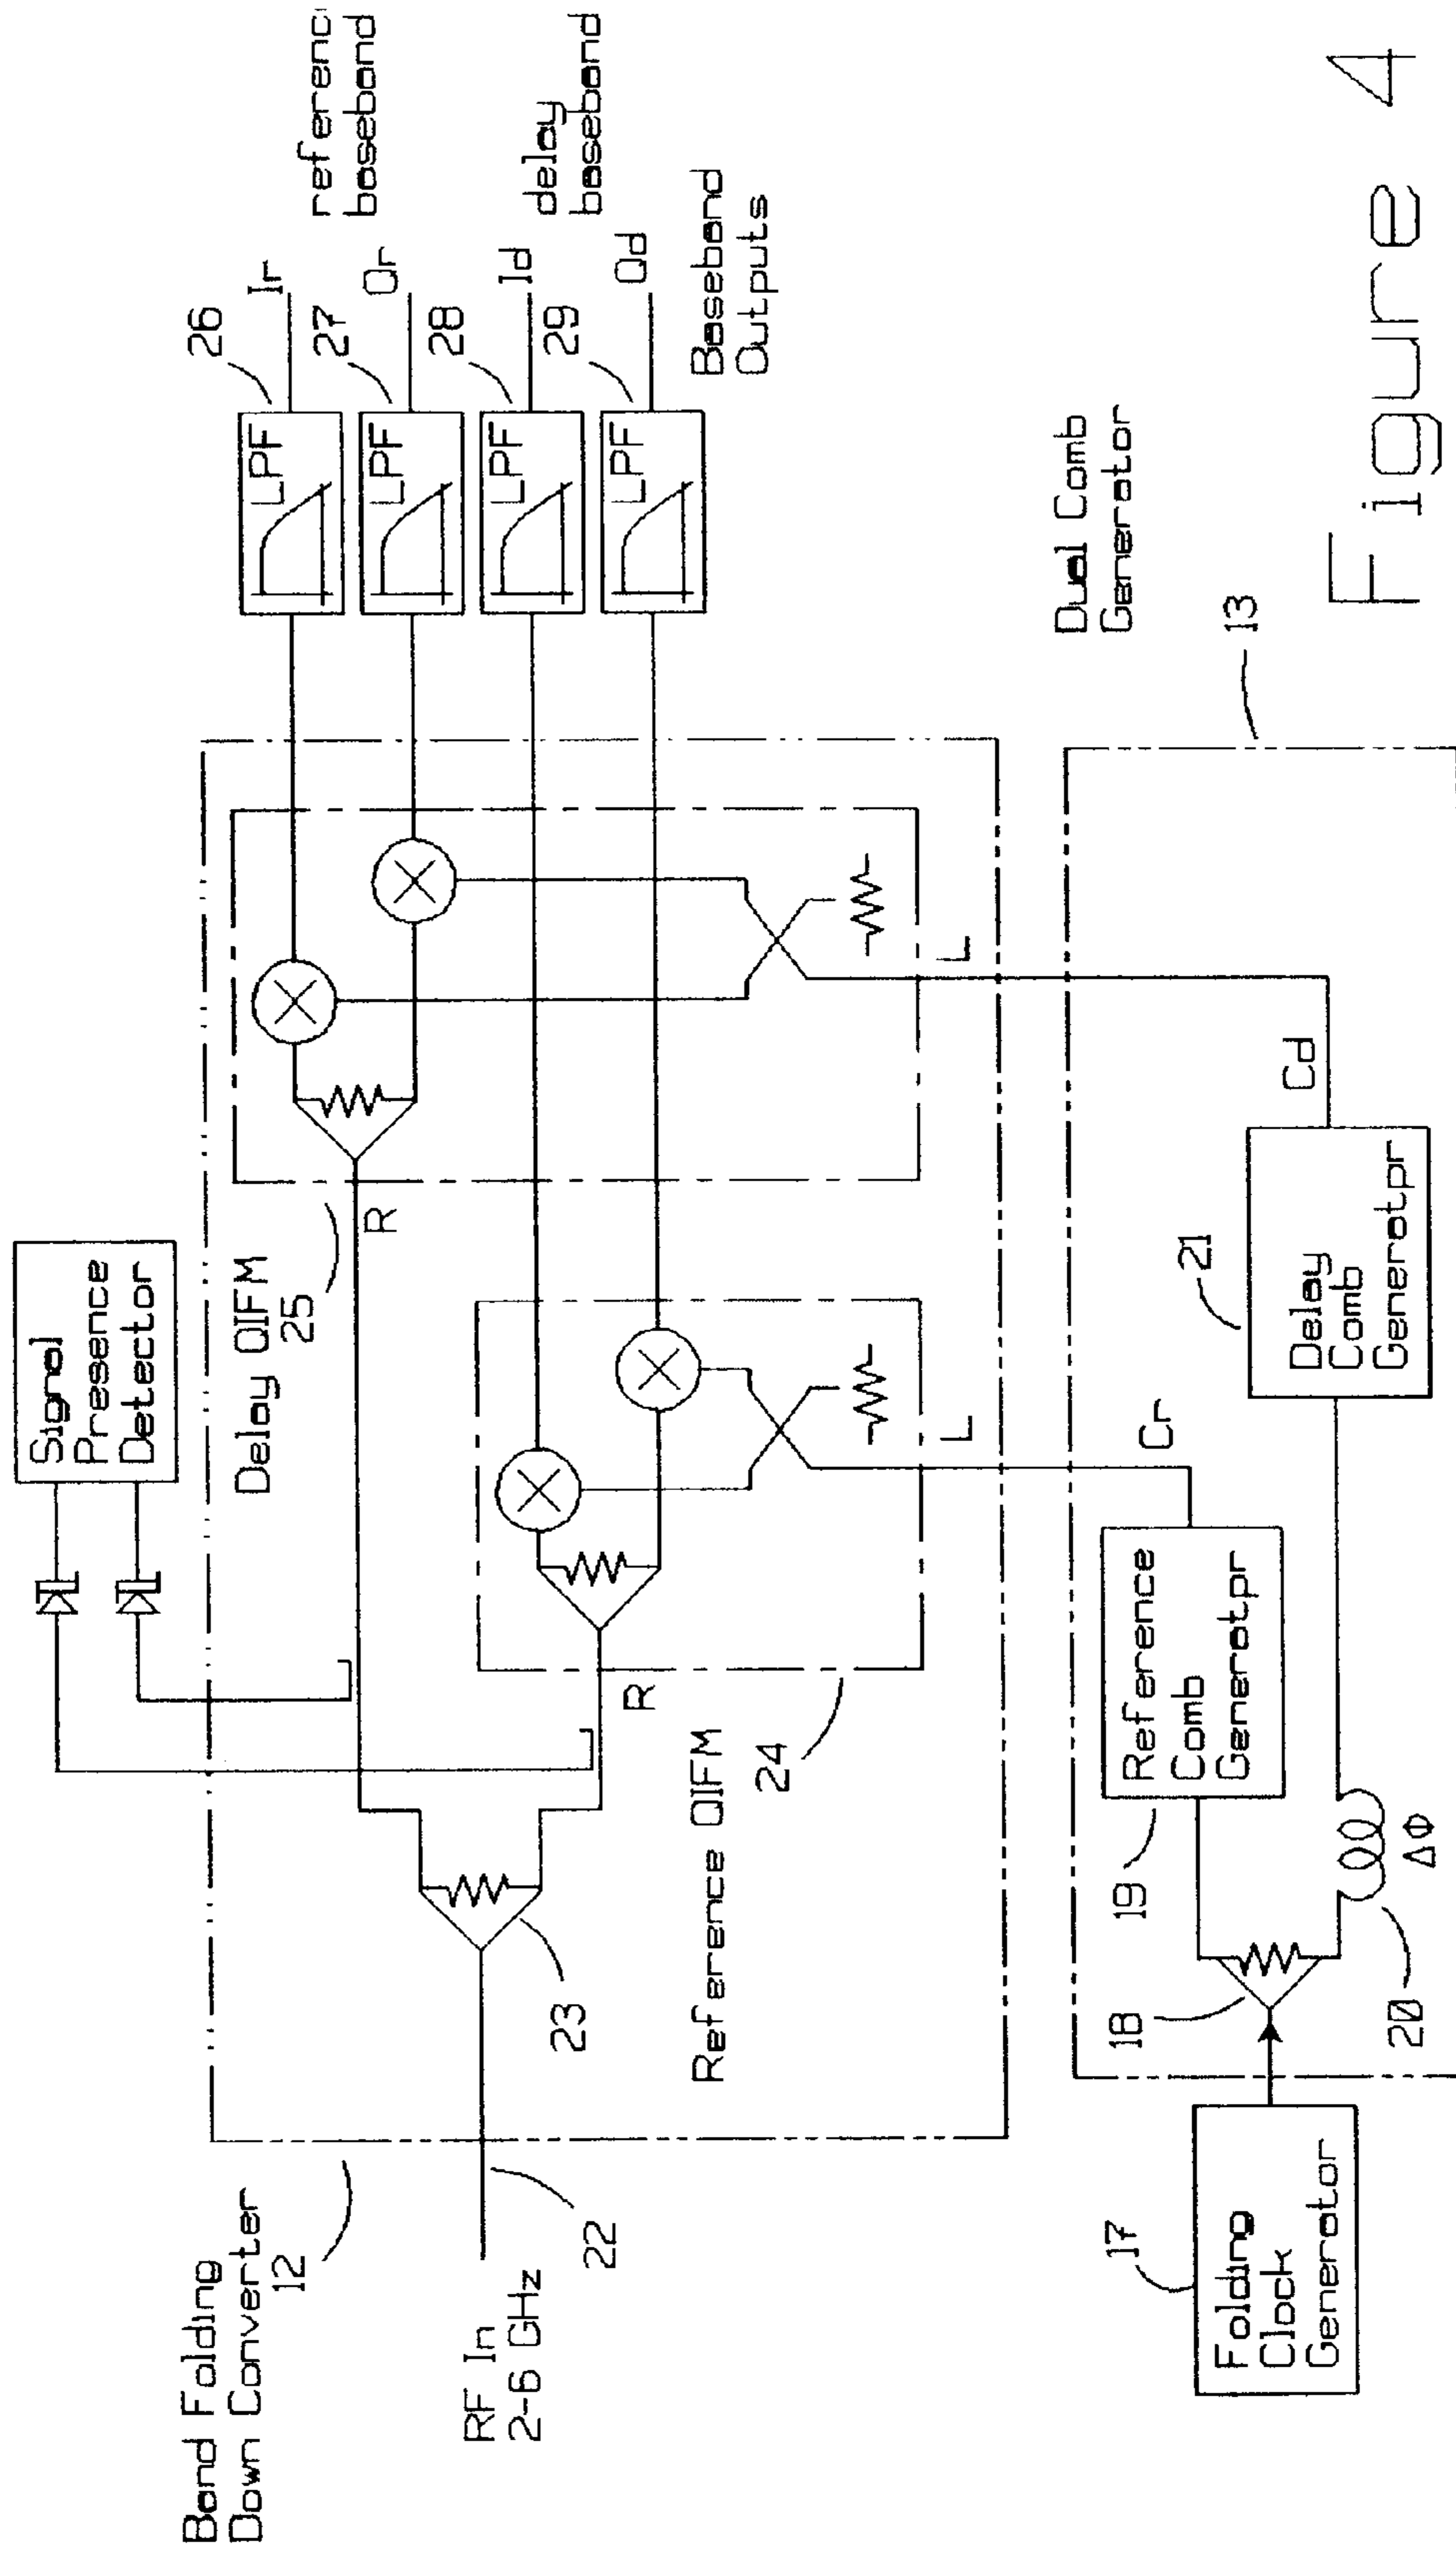 Signal
Presence
Detector
Band Folding
Down Converter
12
Delay QIFM
25
R
26
Ir
27
Qr
28
Id
29
Qd
LPF
LPF
LPF
LPF
referenc
baseband
delay
baseband
Baseband
Outputs
RF In
2-6 GHz
22
23
R
Reference QIFM
24
L
L
Dual Comb
Generator
13
17
Folding
Clock
Generator
18
19
Reference
Comb
Generotpr
Cr
20
ΔΦ
21
Delay
Comb
Generotpr
Cd
Figure 4